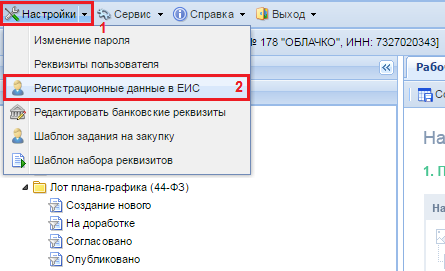 Настройки Сервис Справка Выход
1
№ 178 "ОБЛАЧКО", ИНН: 7327020343]
Изменение пароля
Реквизиты пользователя
Регистрационные данные в ЕИС 2
Редактировать банковские реквизиты
Шаблон задания на закупку
Шаблон набора реквизитов
Лот плана-графика (44-ФЗ)
Создание нового
На доработке
Согласовано
Опубликовано
Рабо
Со
На
1. П
На